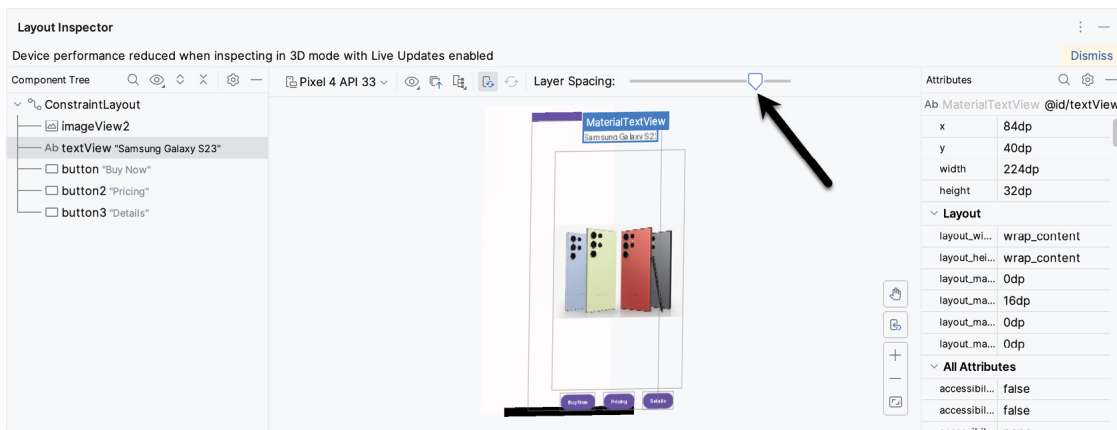 Layout Inspector
Device performance reduced when inspecting in 3D mode with Live Updates enabled
Dismiss
Component Tree
Pixel 4 API 33
Layer Spacing:
Attributes
ConstraintLayout
imageView2
Ab textView "Samsung Galaxy S23"
button "Buy Now"
button2 "Pricing"
button3 "Details"
MaterialTextView
Samsung Galaxy S23
Buy Now
Pricing
Details
Ab MaterialTextView @id/textView
x 84dp
y 40dp
width 224dp
height 32dp
Layout
layout_wi... wrap_content
layout_hei... wrap_content
layout_ma... 0dp
layout_ma... 16dp
layout_ma... 0dp
layout_ma... 0dp
All Attributes
accessibil... false
accessibil... false